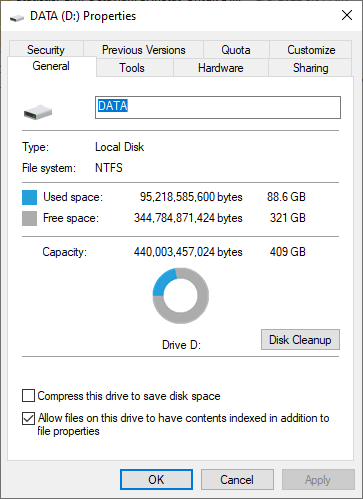 DATA (D:) Properties
Security Previous Versions Quota Customize
General Tools Hardware Sharing
DATA
Type: Local Disk
File system: NTFS
Used space: 95,218,585,600 bytes 88.6 GB
Free space: 344,784,871,424 bytes 321 GB
Capacity: 440,003,457,024 bytes 409 GB
Drive D:
Disk Cleanup
Compress this drive to save disk space
Allow files on this drive to have contents indexed in addition to
file properties
OK Cancel Apply